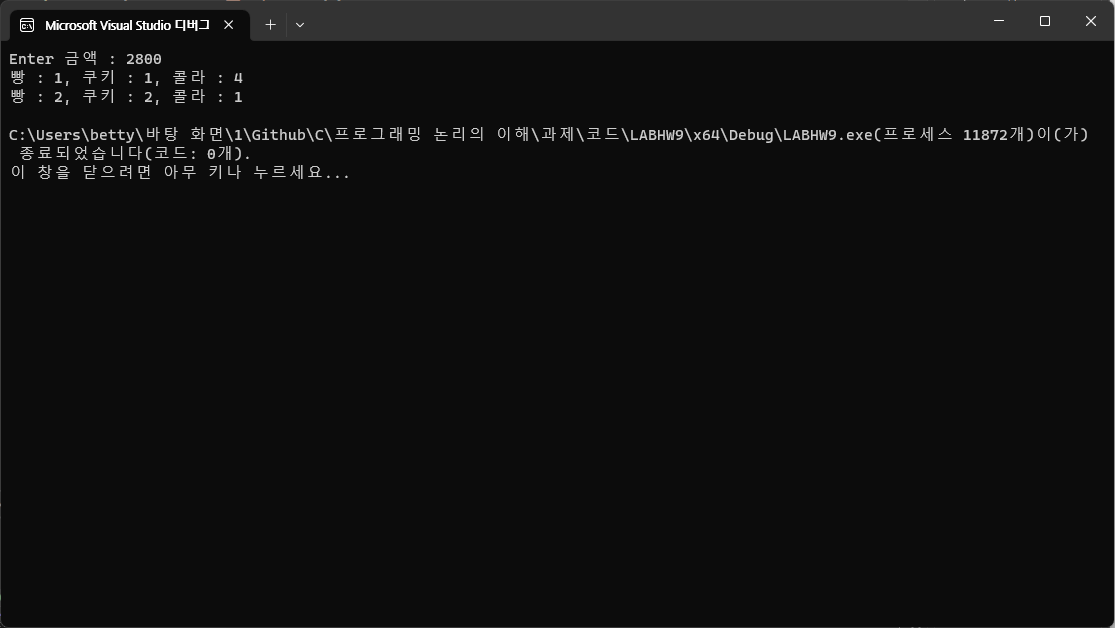 Microsoft Visual Studio 디버그
Enter 금액 : 2800
빵 : 1, 쿠키 : 1, 콜라 : 4
빵 : 2, 쿠키 : 2, 콜라 : 1
C:\Users\betty\바탕 화면\1\Github\C\프로그래밍 논리의 이해\과제\코드\LABHW9\x64\Debug\LABHW9.exe(프로세스 11872개)이(가)
종료되었습니다(코드: 0개).
이 창을 닫으려면 아무 키나 누르세요...